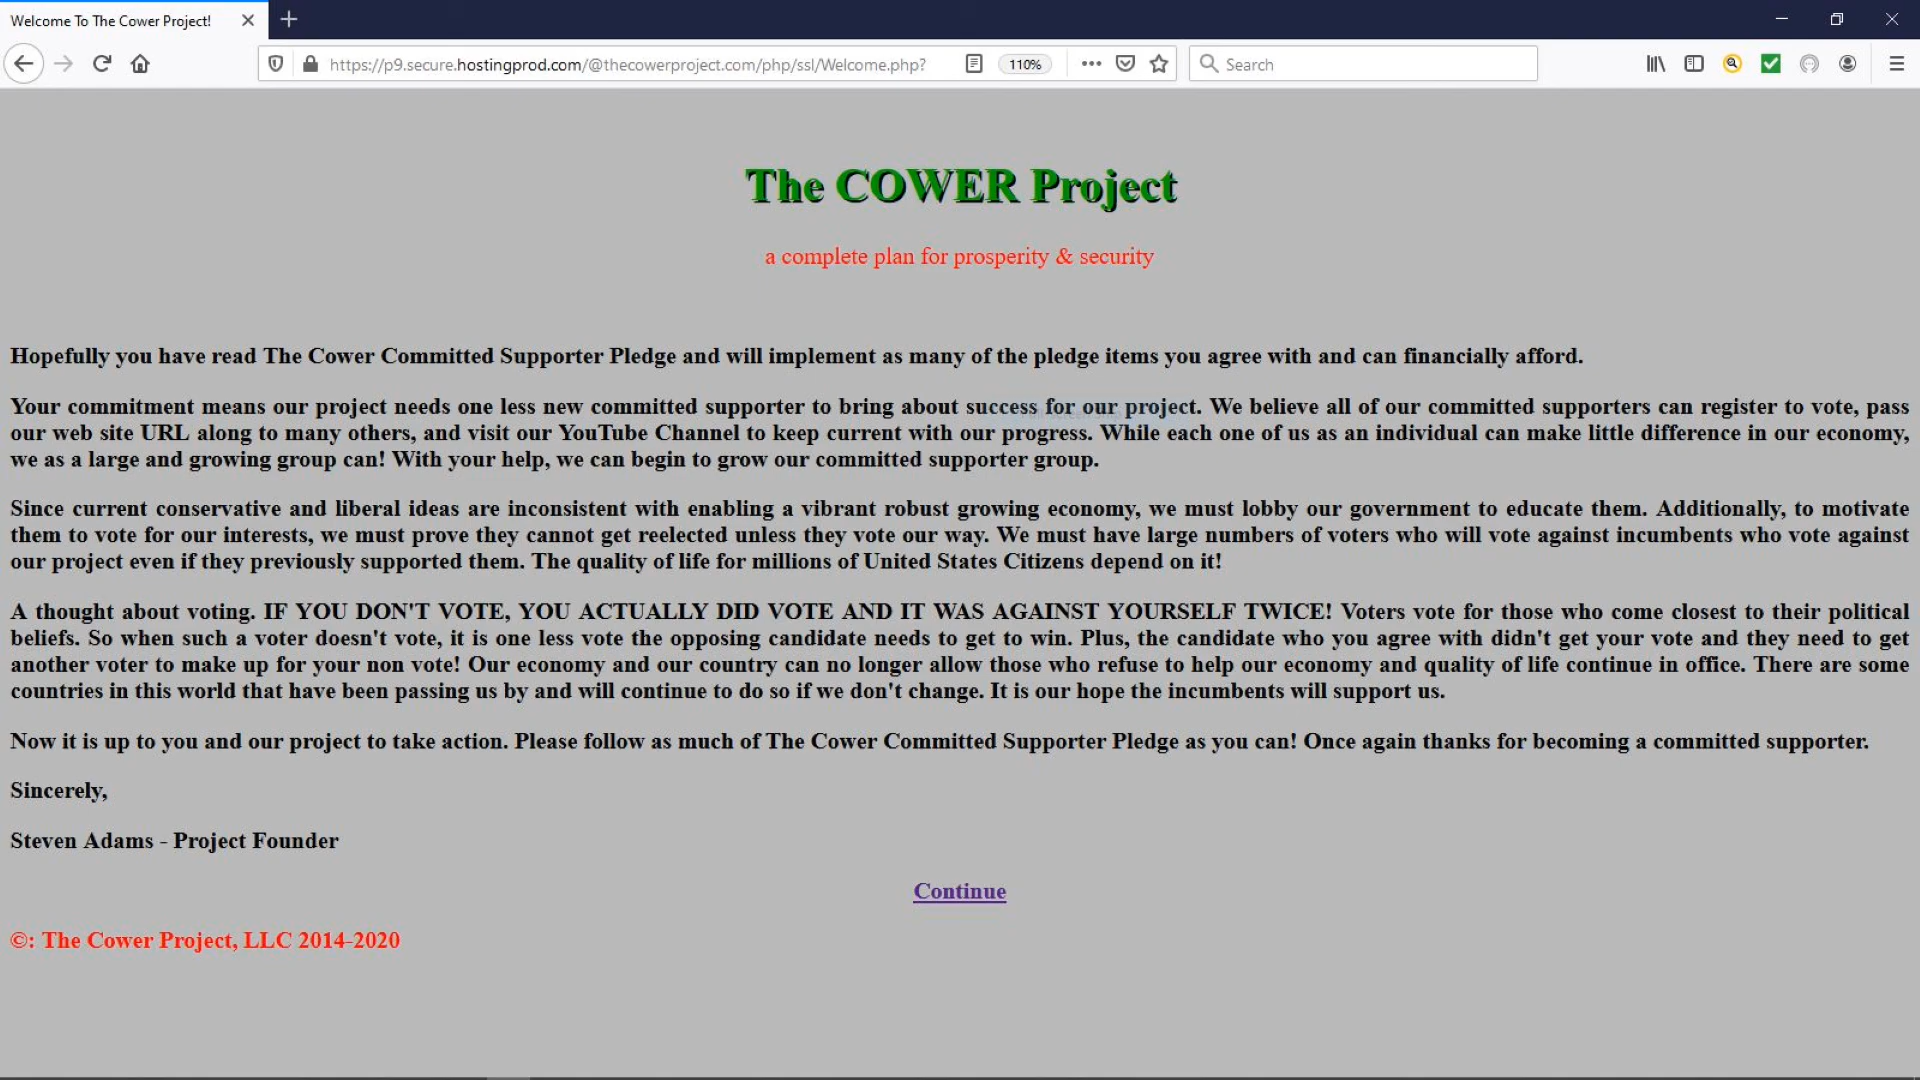 Welcome To The Cower Project!
https://p9.secure.hostingprod.com/@thecowerproject.com/php/ssl/Welcome.php?
110%
Search
The COWER Project
a complete plan for prosperity & security
Hopefully you have read The Cower Committed Supporter Pledge and will implement as many of the pledge items you agree with and can financially afford.
Your commitment means our project needs one less new committed supporter to bring about success for our project. We believe all of our committed supporters can register to vote, pass
our web site URL along to many others, and visit our YouTube Channel to keep current with our progress. While each one of us as an individual can make little difference in our economy,
we as a large and growing group can! With your help, we can begin to grow our committed supporter group.
Since current conservative and liberal ideas are inconsistent with enabling a vibrant robust growing economy, we must lobby our government to educate them. Additionally, to motivate
them to vote for our interests, we must prove they cannot get reelected unless they vote our way. We must have large numbers of voters who will vote against incumbents who vote against
our project even if they previously supported them. The quality of life for millions of United States Citizens depend on it!
A thought about voting. IF YOU DON'T VOTE, YOU ACTUALLY DID VOTE AND IT WAS AGAINST YOURSELF TWICE! Voters vote for those who come closest to their political
beliefs. So when such a voter doesn't vote, it is one less vote the opposing candidate needs to get to win. Plus, the candidate who you agree with didn't get your vote and they need to get
another voter to make up for your non vote! Our economy and our country can no longer allow those who refuse to help our economy and quality of life continue in office. There are some
countries in this world that have been passing us by and will continue to do so if we don't change. It is our hope the incumbents will support us.
Now it is up to you and our project to take action. Please follow as much of The Cower Committed Supporter Pledge as you can! Once again thanks for becoming a committed supporter.
Sincerely,
Steven Adams - Project Founder
Continue
©: The Cower Project, LLC 2014-2020